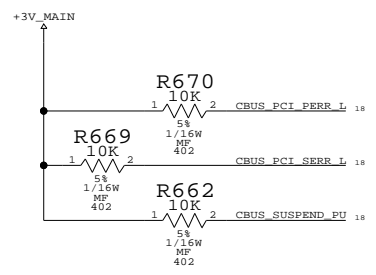 +3V_MAIN
R670
10K
1 2 CBUS_PCI_PERR_L 18
5%
1/16W
MF
402
R669
10K
1 2 CBUS_PCI_SERR_L 18
5%
1/16W
MF
402
R662
10K
1 2 CBUS_SUSPEND_PU 18
5%
1/16W
MF
402